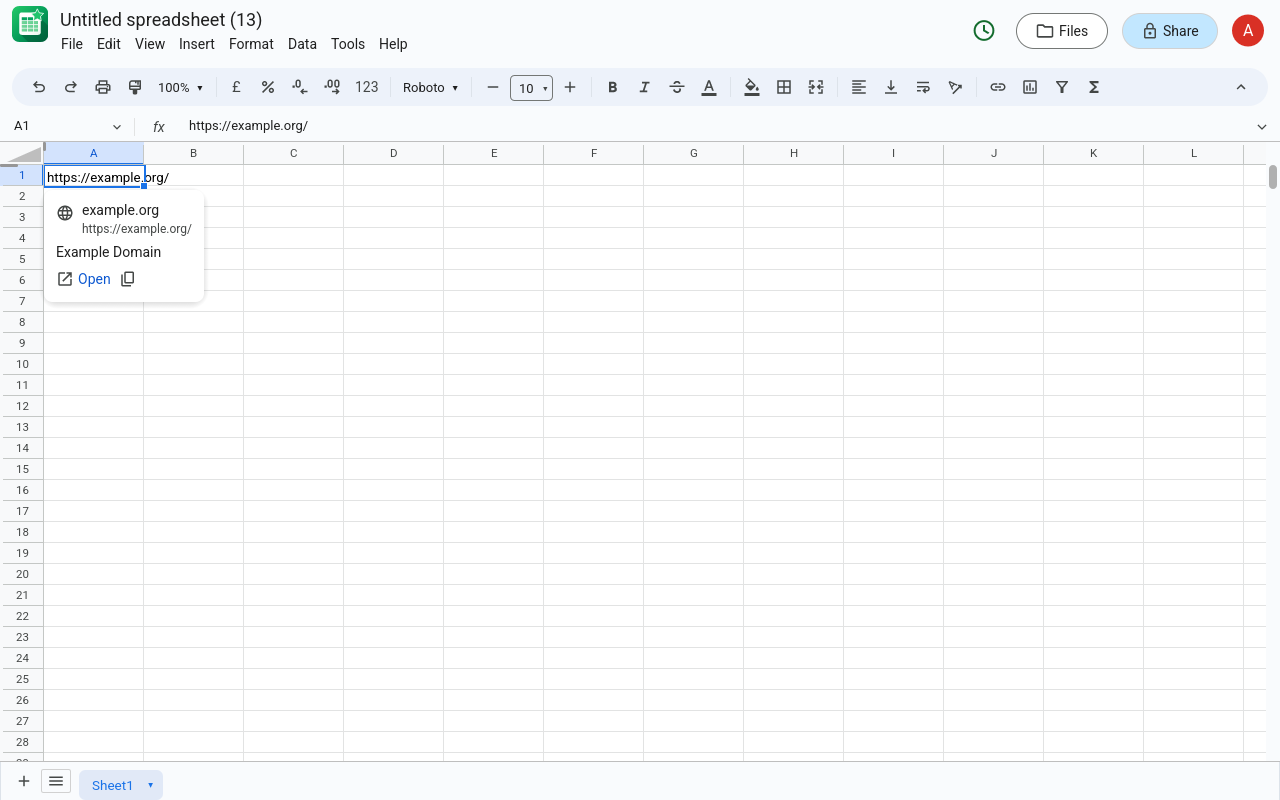 Untitled spreadsheet (13)
File Edit View Insert Format Data Tools Help
Files
Share
A
100%
£ % .0 .00 123
Roboto
10
B I A Σ
A1
fx
https://example.org/
A B C D E F G H I J K L
1 https://example.org/
2
example.org
3
https://example.org/
4
5
Example Domain
6
Open
7
8
9
10
11
12
13
14
15
16
17
18
19
20
21
22
23
24
25
26
27
28
Sheet1